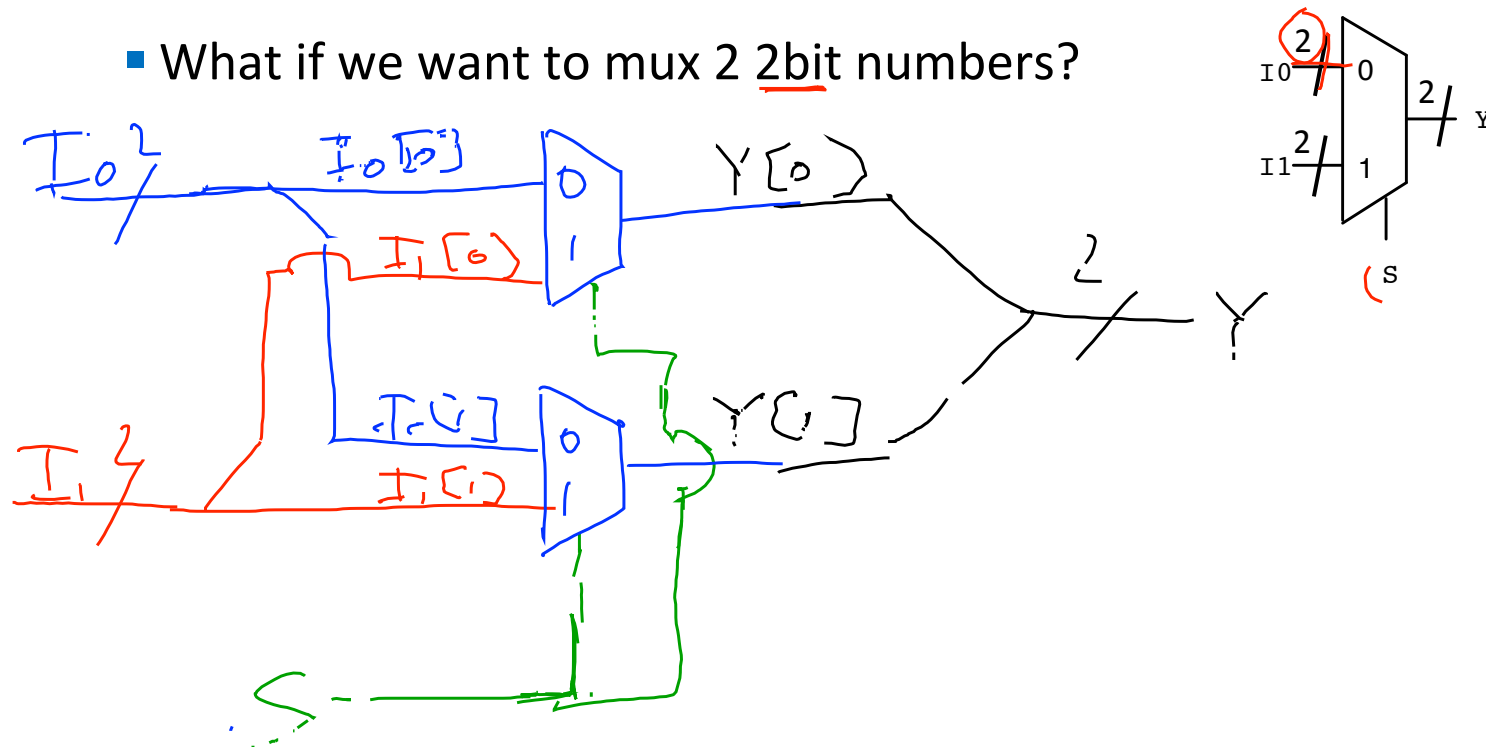 What if we want to mux 2 2bit numbers?
2
I0
0
2
Y
2
I1
1
S
I0 2
I0[0]
0
Y[0]
I1[0]
1
2
Y
I0[1]
0
Y[1]
I1 2
I1[1]
1
S